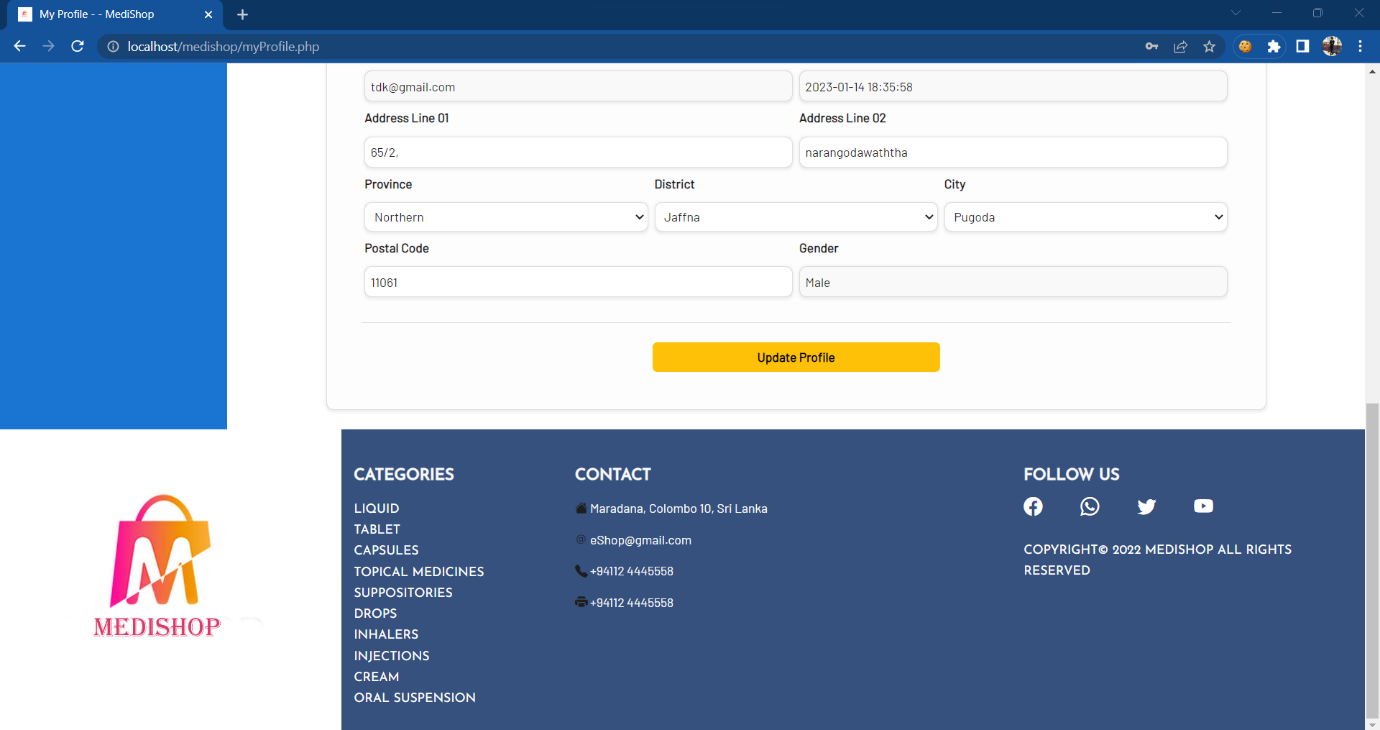 My Profile - - MediShop
localhost/medishop/myProfile.php
tdk@gmail.com
2023-01-14 18:35:58
Address Line 01
Address Line 02
65/2,
narangodawaththa
Province
District
City
Northern
Jaffna
Pugoda
Postal Code
Gender
11061
Male
Update Profile
MEDISHOP
CATEGORIES
LIQUID
TABLET
CAPSULES
TOPICAL MEDICINES
SUPPOSITORIES
DROPS
INHALERS
INJECTIONS
CREAM
ORAL SUSPENSION
CONTACT
Maradana, Colombo 10, Sri Lanka
@ eShop@gmail.com
+94112 4445558
+94112 4445558
FOLLOW US
COPYRIGHT© 2022 MEDISHOP ALL RIGHTS
RESERVED